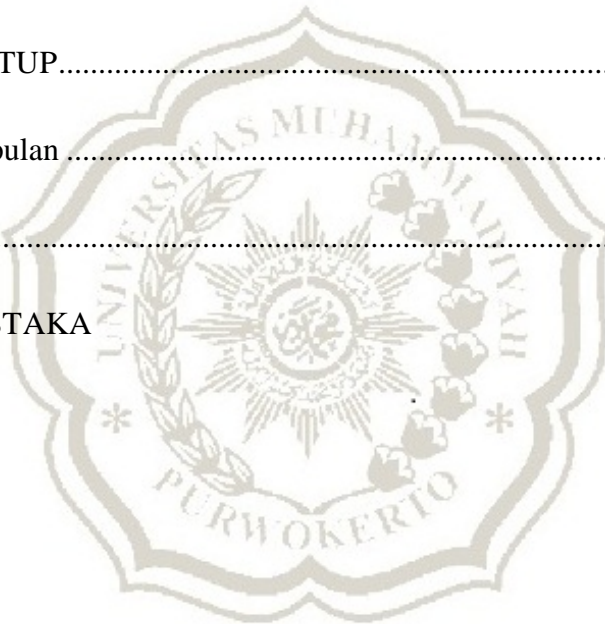 TUP..........................................................................
bulan ........................................................................
................................................................................
TAKA
UNIVERSITAS MUHAMMADIYAH
PURWOKERTO